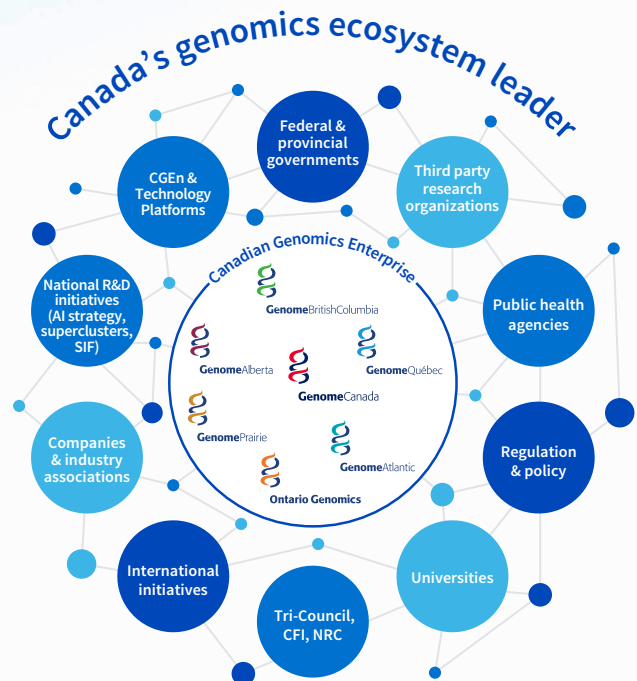 Canada's genomics ecosystem leader
Federal &
provincial
governments
CGEn &
Technology
Platforms
Third party
research
organizations
National R&D
initiatives
(AI strategy,
superclusters,
SIF)
Public health
agencies
Canadian Genomics Enterprise
GenomeBritishColumbia
GenomeAlberta
GenomeQuébec
GenomeCanada
GenomePrairie
GenomeAtlantic
Ontario Genomics
Companies
& industry
associations
Regulation
& policy
International
initiatives
Universities
Tri-Council,
CFI, NRC